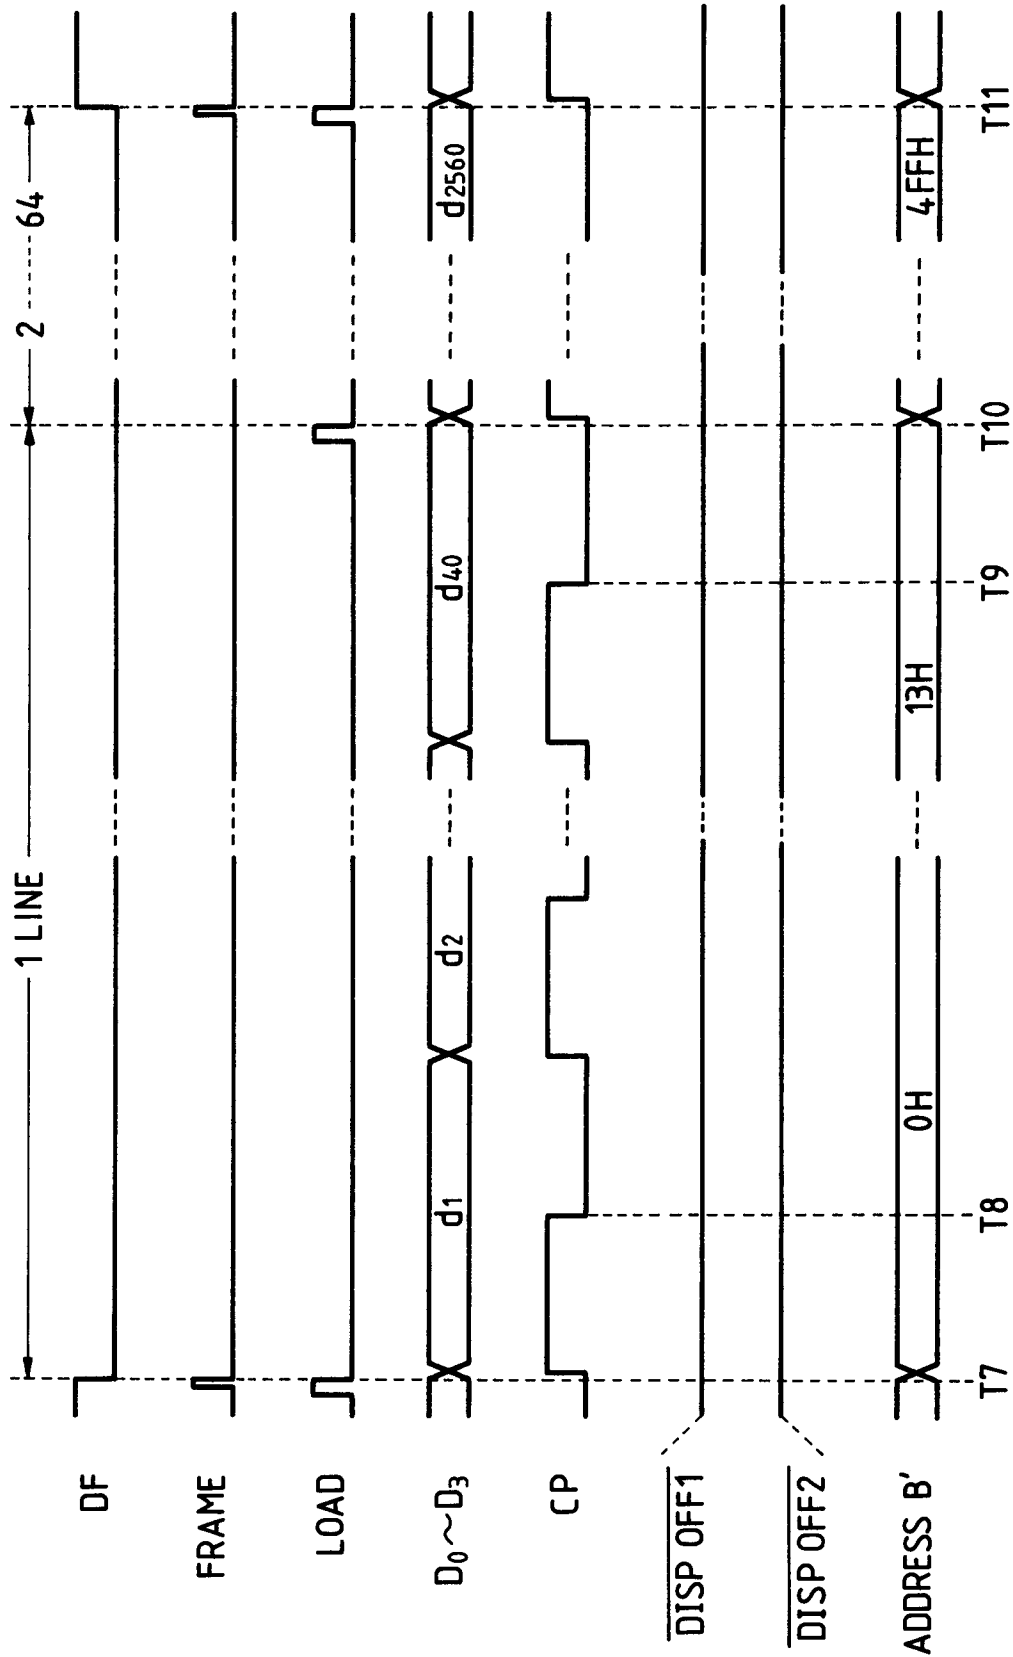 1 LINE 2 64
DF
FRAME
LOAD
D0~D3 d1 d2 d40 d2560
CP
DISP OFF1
DISP OFF2
ADDRESS B' 0H 13H 4FFH
T7 T8 T9 T10 T11